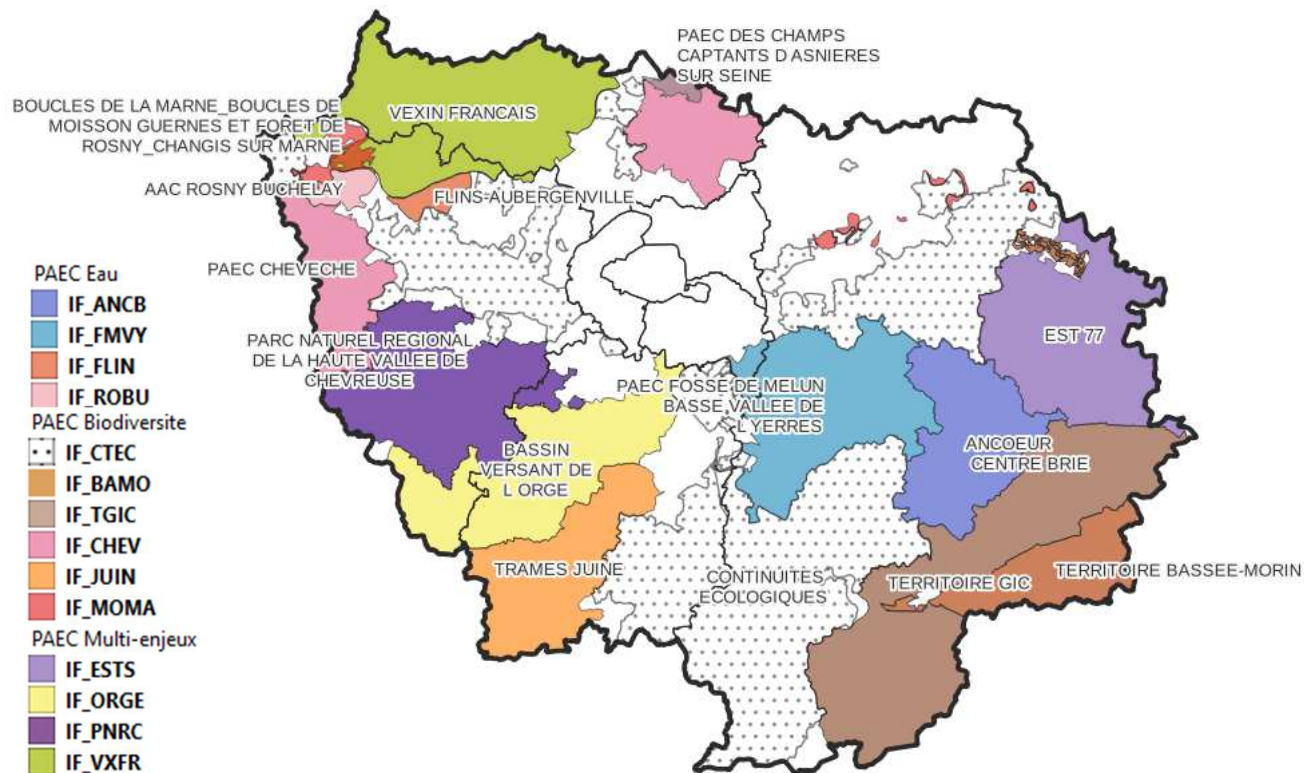 PAEC DES CHAMPS
CAPTANTS D ASNIERES
SUR SEINE
BOUCLES DE LA MARNE_BOUCLES DE
MOISSON GUERNES ET FORET DE
ROSNY_CHANGIS SUR MARNE
VEXIN FRANCAIS
AAC ROSNY BUCHELAY
FLINS-AUBERGENVILLE
PAEC CHEVECHE
PARC NATUREL REGIONAL
DE LA HAUTE VALLEE DE
CHEVREUSE
EST 77
PAEC FOSSE DE MELUN
BASSE VALLEE DE
L YERRES
ANCOEUR
CENTRE BRIE
BASSIN
VERSANT DE
L ORGE
TRAMES JUINE
CONTINUITES
ECOLOGIQUES
TERRITOIRE GIC
TERRITOIRE BASSEE-MORIN
PAEC Eau
IF_ANCB
IF_FMVY
IF_FLIN
IF_ROBU
PAEC Biodiversite
IF_CTEC
IF_BAMO
IF_TGIC
IF_CHEV
IF_JUIN
IF_MOMA
PAEC Multi-enjeux
IF_ESTS
IF_ORGE
IF_PNRC
IF_VXFR